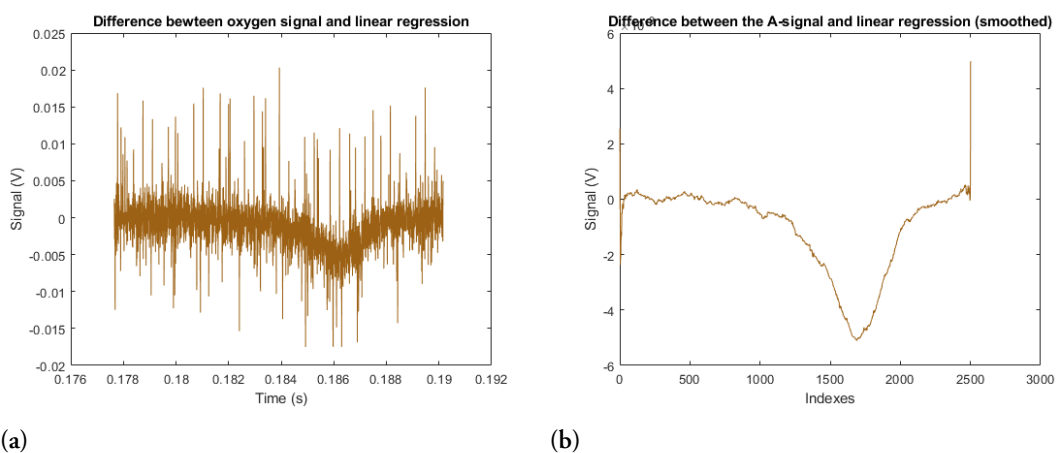 Difference bewteen oxygen signal and linear regression
0.025
0.02
0.015
0.01
0.005
0
-0.005
-0.01
-0.015
-0.02
Signal (V)
0.176 0.178 0.18 0.182 0.184 0.186 0.188 0.19 0.192
Time (s)
(a)
Difference between the A-signal and linear regression (smoothed)
6
4
2
0
-2
-4
-6
Signal (V)
0 500 1000 1500 2000 2500 3000
Indexes
(b)